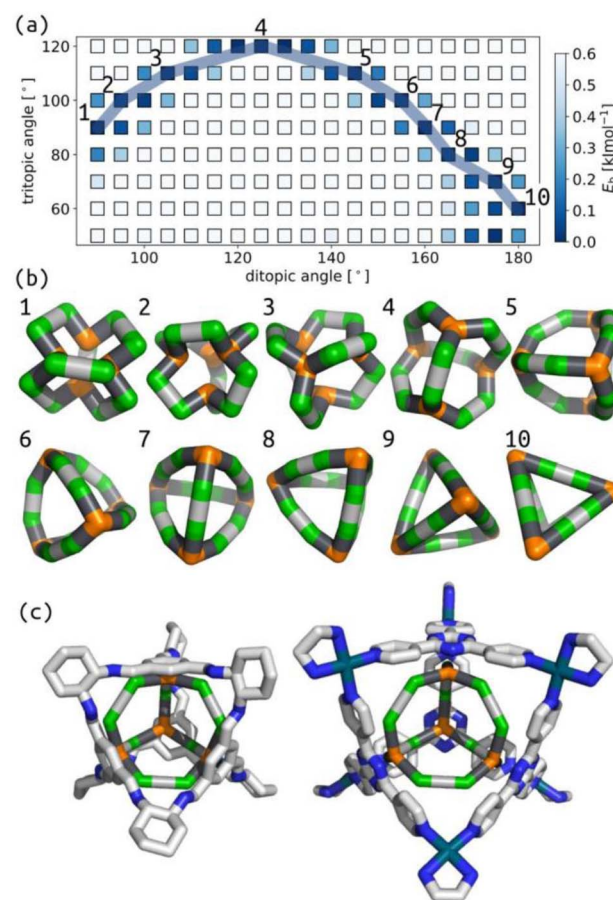 (a)
1 2 3 4 5 6 7 8 9 10
tritopic angle [°]
120
100
80
60
100 120 140 160 180
ditopic angle [°]
0.6
0.5
0.4
0.3
0.2
0.1
0.0
E_b [kJmol⁻¹]
(b)
1 2 3 4 5
6 7 8 9 10
(c)